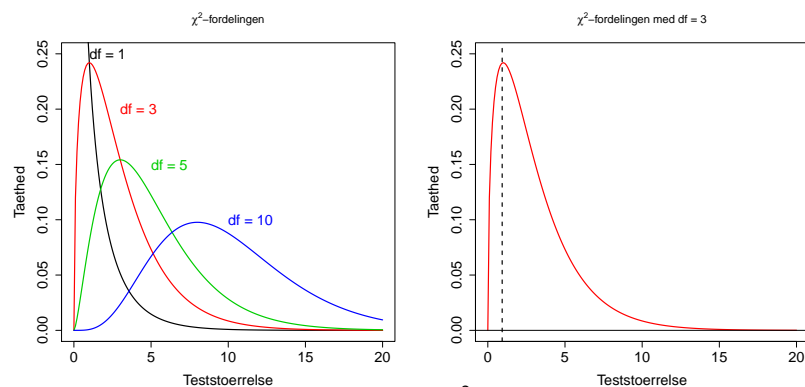 χ²−fordelingen
df = 1
df = 3
df = 5
df = 10
0.00
0.05
0.10
0.15
0.20
0.25
Taethed
0
5
10
15
20
Teststoerrelse
χ²−fordelingen med df = 3
0.00
0.05
0.10
0.15
0.20
0.25
Taethed
0
5
10
15
20
Teststoerrelse